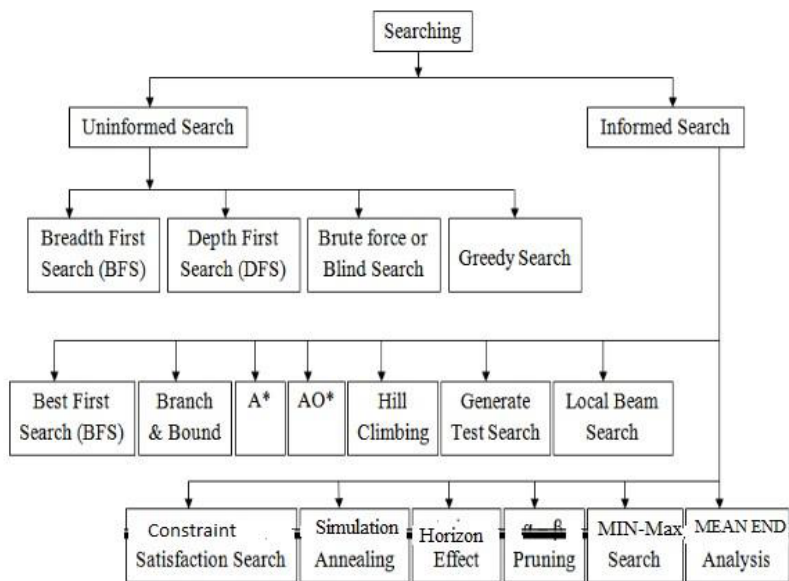 Searching
Uninformed Search
Informed Search
Breadth First
Search (BFS)
Depth First
Search (DFS)
Brute force or
Blind Search
Greedy Search
Best First
Search (BFS)
Branch
& Bound
A*
AO*
Hill
Climbing
Generate
Test Search
Local Beam
Search
Constraint
Satisfaction Search
Simulation
Annealing
Horizon
Effect
α – β
Pruning
MIN-Max
Search
MEAN END
Analysis